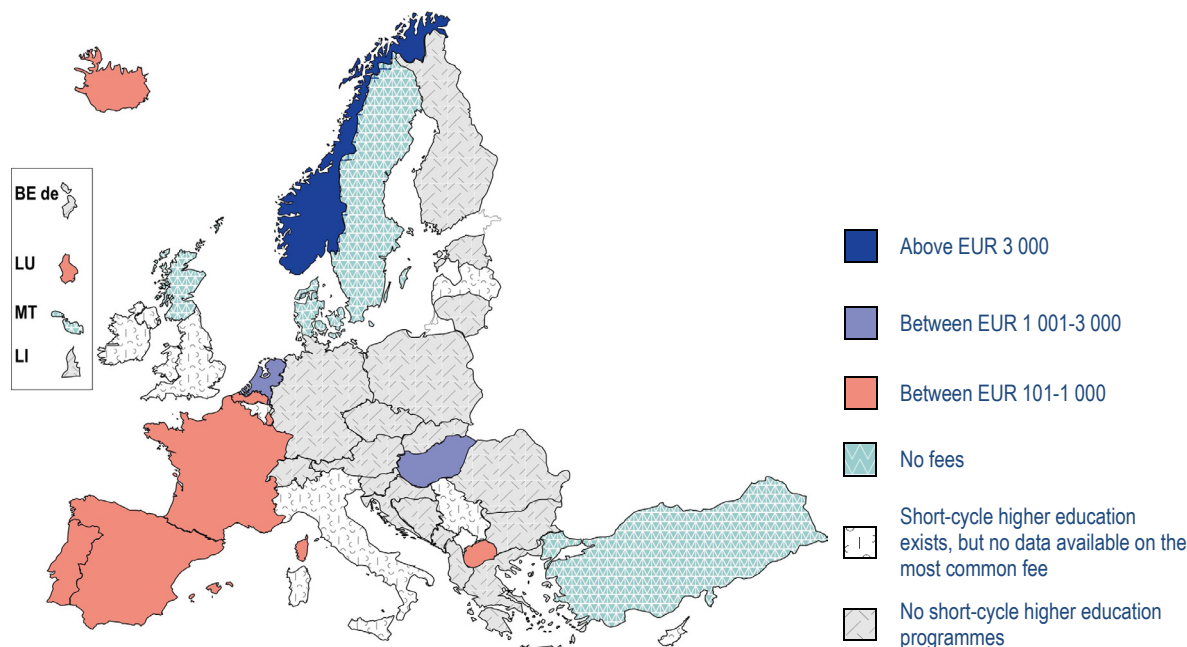 BE de
LU
MT
LI
Above EUR 3 000
Between EUR 1 001-3 000
Between EUR 101-1 000
No fees
Short-cycle higher education
exists, but no data available on the
most common fee
No short-cycle higher education
programmes